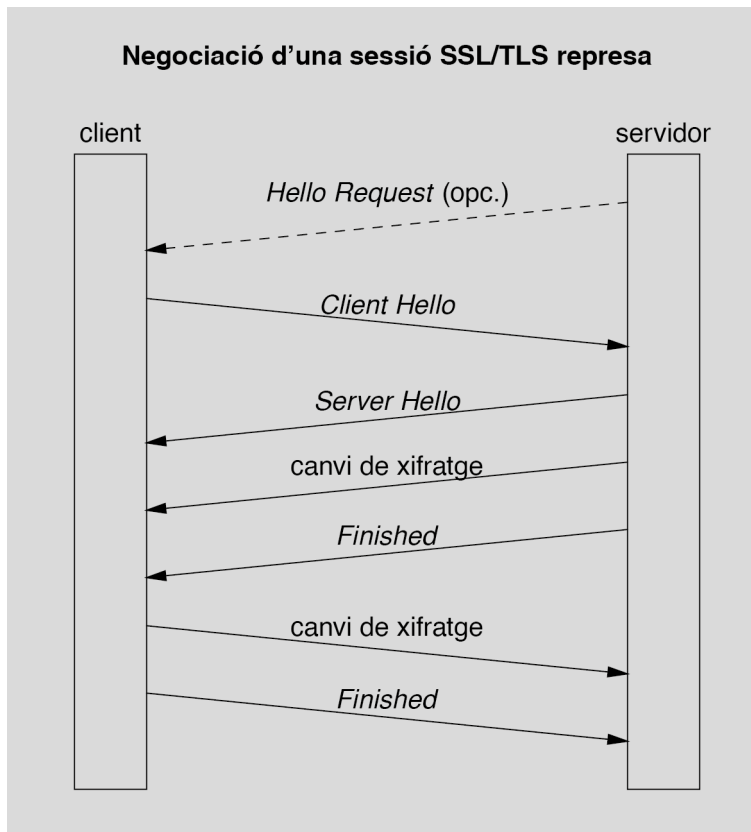 Negociació d’una sessió SSL/TLS represa
client
servidor
Hello Request (opc.)
Client Hello
Server Hello
canvi de xifratge
Finished
canvi de xifratge
Finished